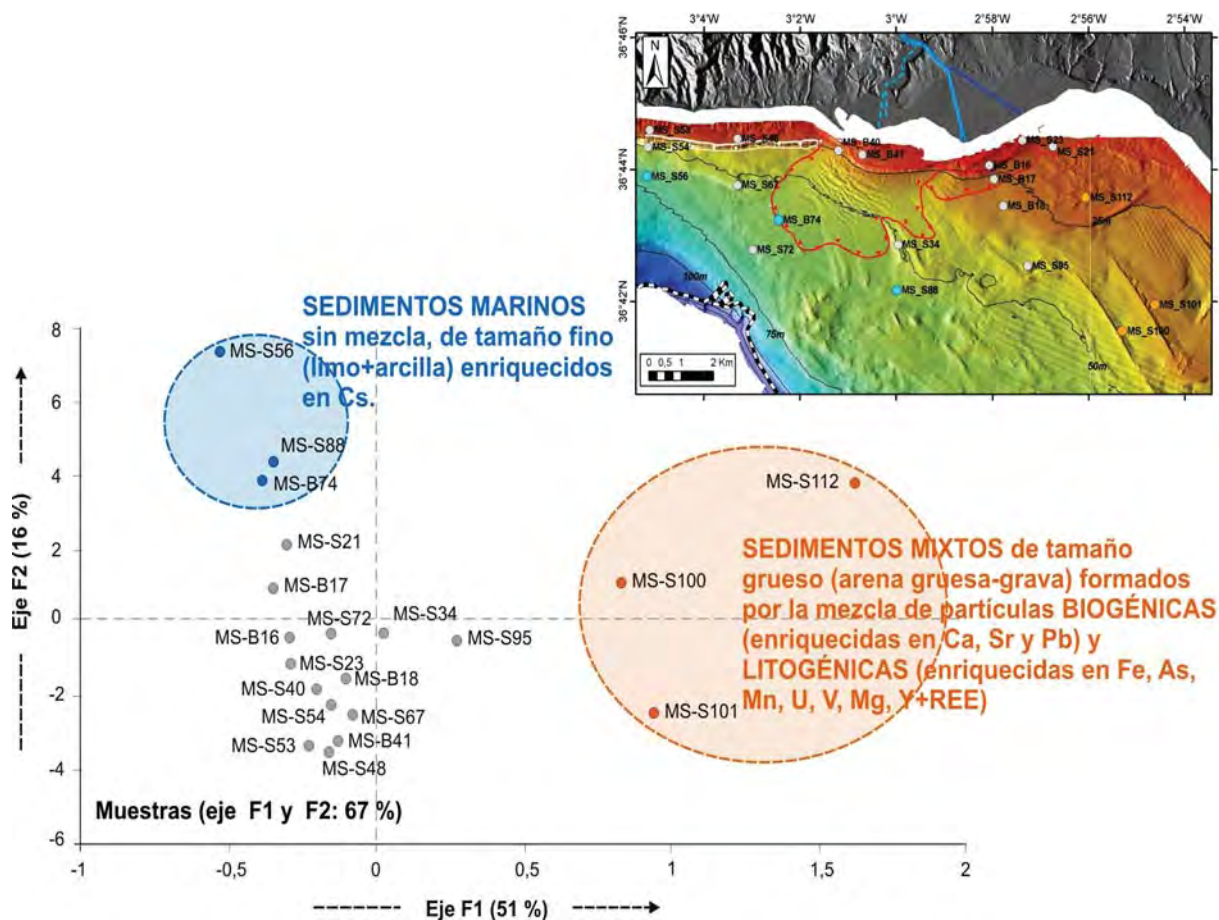 3°4'W
3°2'W
3°W
2°58'W
2°56'W
2°54'W
36°46'N
36°44'N
36°42'N
N
MS_S53
MS_S54
MS_S56
MS_S67
MS_B40
MS_B41
MS_S23
MS_S21
MS_B16
MS_B17
MS_B18
MS_S112
25m
MS_B74
MS_S72
MS_S34
MS_S95
MS_S88
MS_S101
MS_S100
100m
75m
50m
0 0,5 1 2 Km
SEDIMENTOS MARINOS
sin mezcla, de tamaño fino
(limo+arcilla) enriquecidos
en Cs.
8
6
4
2
0
-2
-4
-6
Eje F2 (16 %)
MS-S56
MS-S88
MS-B74
MS-S21
MS-B17
MS-S72
MS-S34
MS-B16
MS-S95
MS-S23
MS-B18
MS-S40
MS-S54
MS-S67
MS-S53
MS-B41
MS-S48
MS-S112
MS-S100
MS-S101
SEDIMENTOS MIXTOS de tamaño
grueso (arena gruesa-grava) formados
por la mezcla de partículas BIOGÉNICAS
(enriquecidas en Ca, Sr y Pb) y
LITOGÉNICAS (enriquecidas en Fe, As,
Mn, U, V, Mg, Y+REE)
Muestras (eje F1 y F2: 67 %)
-1
-0,5
0
0,5
1
1,5
2
Eje F1 (51 %)